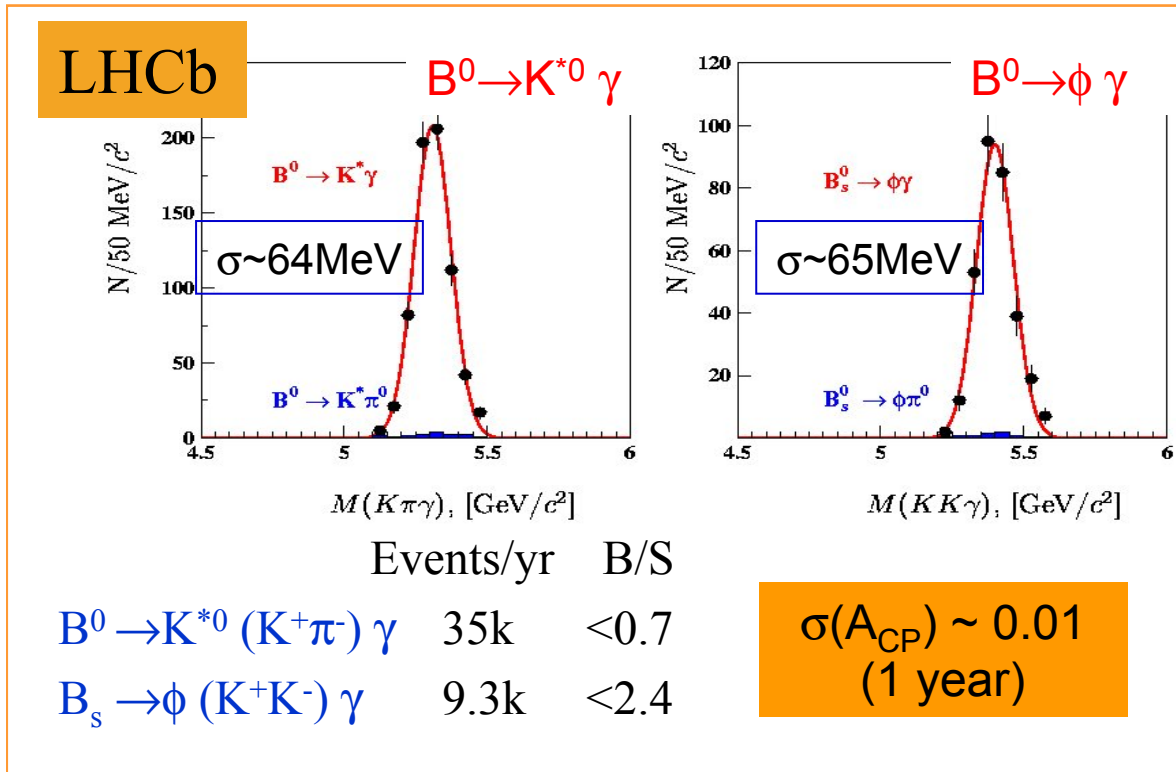 LHCb
B⁰→K*⁰ γ
N/50 MeV/c²
200
150
100
50
0
B⁰ → K*γ
σ~64MeV
B⁰ → K*π⁰
4.5 5 5.5 6
M(Kπγ), [GeV/c²]
B⁰→ϕ γ
N/50 MeV/c²
120
100
80
60
40
20
B⁰ₛ → ϕγ
σ~65MeV
B⁰ₛ → ϕπ⁰
4.5 5 5.5 6
M(KKγ), [GeV/c²]
Events/yr B/S
B⁰ →K*⁰ (K⁺π⁻) γ 35k <0.7
Bₛ →ϕ (K⁺K⁻) γ 9.3k <2.4
σ(A_CP) ~ 0.01
(1 year)